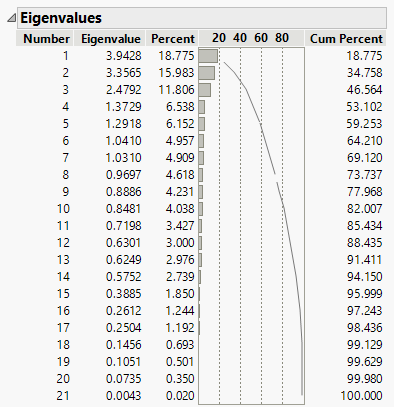 Eigenvalues
Number Eigenvalue Percent 20 40 60 80 Cum Percent
1 3.9428 18.775 18.775
2 3.3565 15.983 34.758
3 2.4792 11.806 46.564
4 1.3729 6.538 53.102
5 1.2918 6.152 59.253
6 1.0410 4.957 64.210
7 1.0310 4.909 69.120
8 0.9697 4.618 73.737
9 0.8886 4.231 77.968
10 0.8481 4.038 82.007
11 0.7198 3.427 85.434
12 0.6301 3.000 88.435
13 0.6249 2.976 91.411
14 0.5752 2.739 94.150
15 0.3885 1.850 95.999
16 0.2612 1.244 97.243
17 0.2504 1.192 98.436
18 0.1456 0.693 99.129
19 0.1051 0.501 99.629
20 0.0735 0.350 99.980
21 0.0043 0.020 100.000